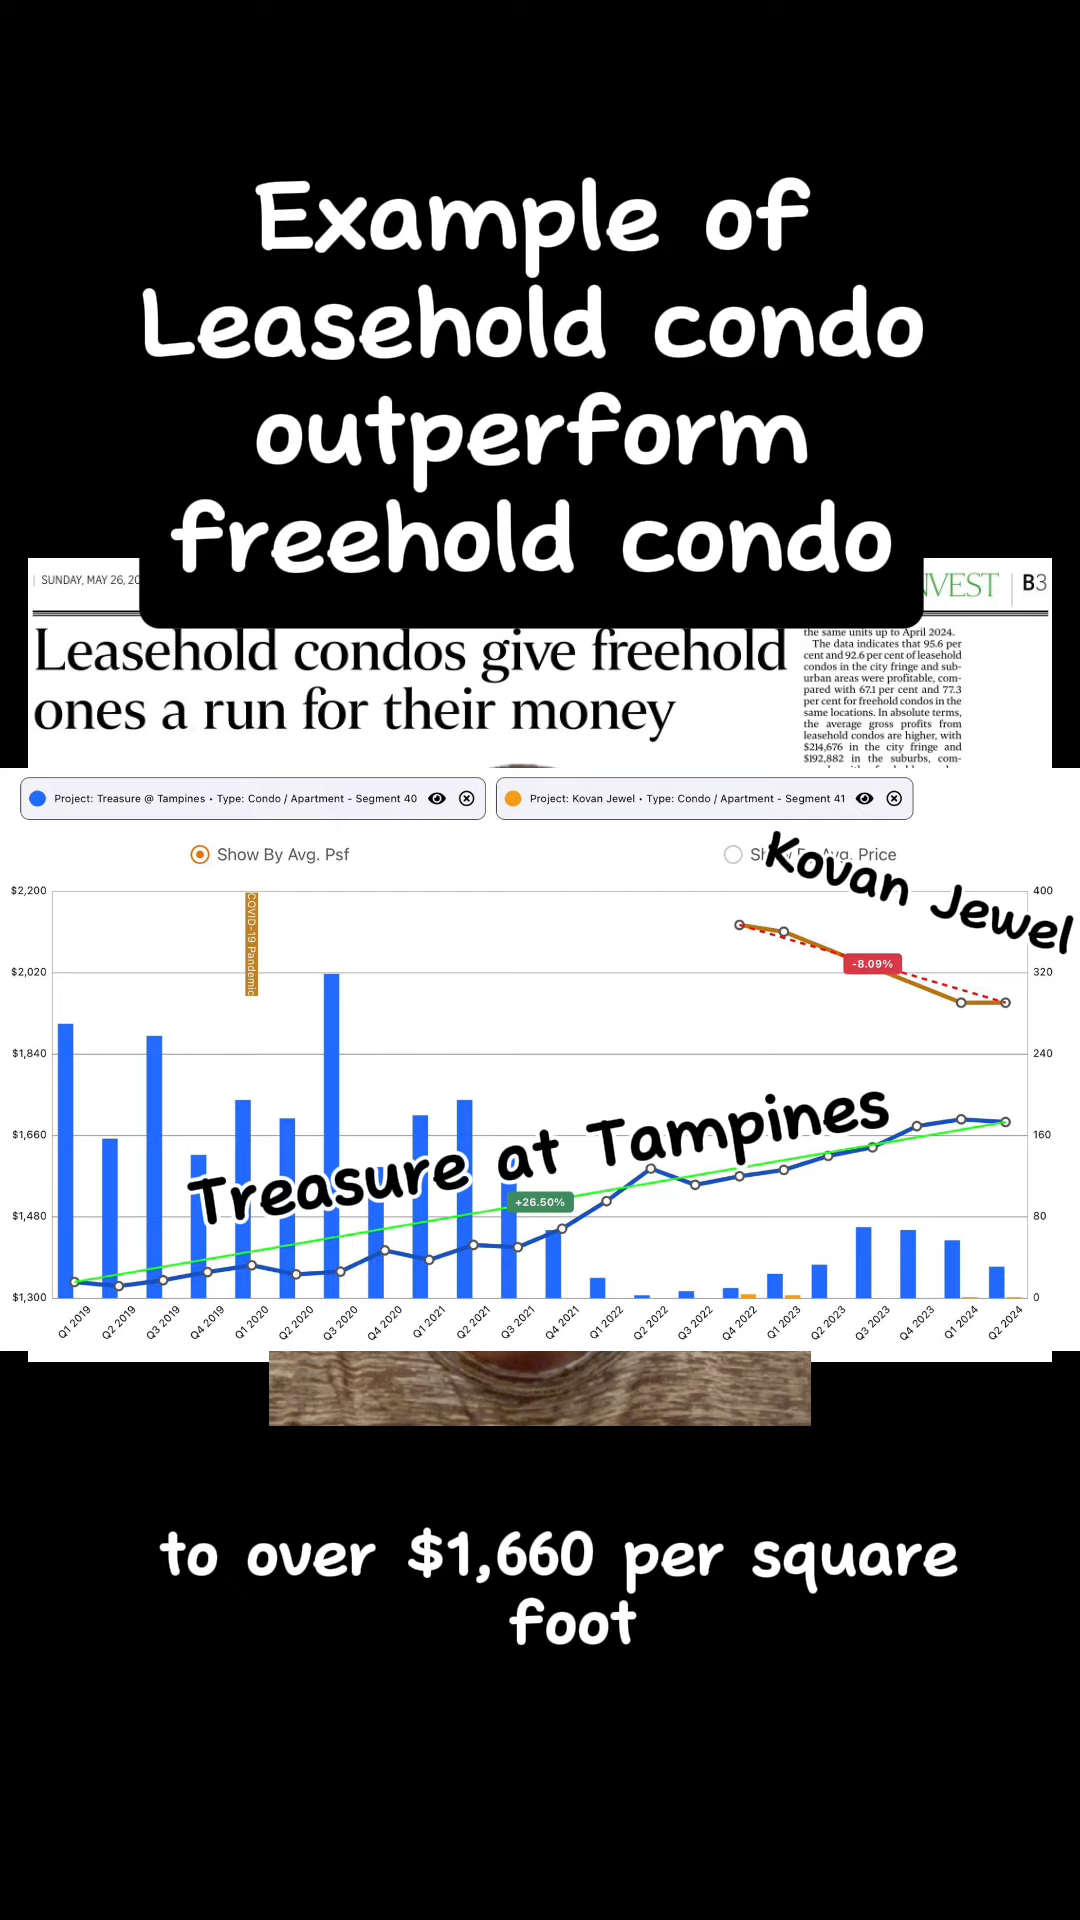 Example of
Leasehold condo
outperform
freehold condo
SUNDAY, MAY 26, 20
NVEST | B3
Leasehold condos give freehold
ones a run for their money
the same units up to April 2024.
The data indicates that 95.6 per
cent and 92.6 per cent of leasehold
condos in the city fringe and sub-
urban areas were profitable, com-
pared with 67.1 per cent and 77.3
per cent for freehold condos in the
same locations. In absolute terms,
the average gross profits from
leasehold condos are higher, with
$214,676 in the city fringe and
$192,882 in the suburbs, com-
Project: Treasure @ Tampines • Type: Condo / Apartment - Segment 40
Project: Kovan Jewel • Type: Condo / Apartment - Segment 41
Show By Avg. Psf
Show By Avg. Price
Kovan Jewel
$2,200
$2,020
$1,840
$1,660
$1,480
$1,300
400
320
240
160
80
0
COVID-19 Pandemic
-8.09%
Treasure at Tampines
+26.50%
Q1 2019
Q2 2019
Q3 2019
Q4 2019
Q1 2020
Q2 2020
Q3 2020
Q4 2020
Q1 2021
Q2 2021
Q3 2021
Q4 2021
Q1 2022
Q2 2022
Q3 2022
Q4 2022
Q1 2023
Q2 2023
Q3 2023
Q4 2023
Q1 2024
Q2 2024
to over $1,660 per square
foot